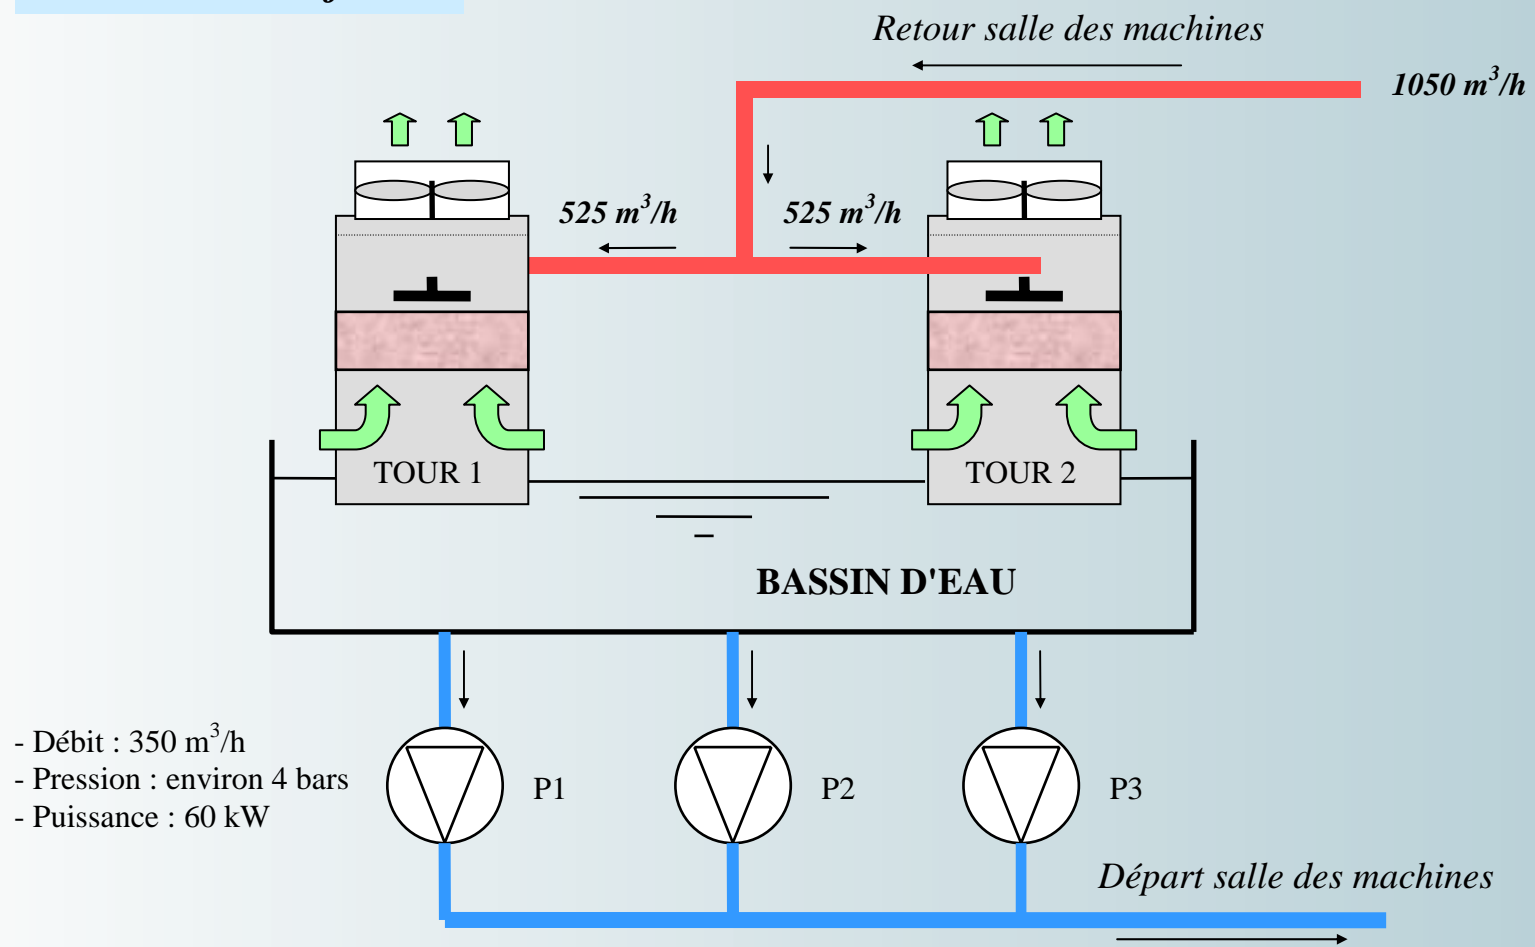 Retour salle des machines
1050 m³/h
525 m³/h
525 m³/h
TOUR 1
TOUR 2
BASSIN D'EAU
- Débit : 350 m³/h
- Pression : environ 4 bars
- Puissance : 60 kW
P1
P2
P3
Départ salle des machines